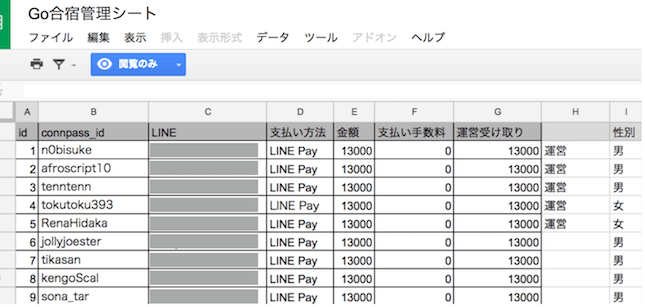 Go合宿管理シート
ファイル 編集 表示 挿入 表示形式 データ ツール アドオン ヘルプ
閲覧のみ
A B C D E F G H I
id connpass_id LINE 支払い方法 金額 支払い手数料 運営受け取り 性別
1 n0bisuke LINE Pay 13000 0 13000 運営 男
2 afroscript10 LINE Pay 13000 0 13000 運営 男
3 tenntenn LINE Pay 13000 0 13000 運営 男
4 tokutoku393 LINE Pay 13000 0 13000 運営 女
5 RenaHidaka LINE Pay 13000 0 13000 運営 女
6 jollyjoester LINE Pay 13000 0 13000 男
7 tikasan LINE Pay 13000 0 13000 男
8 kengoScal LINE Pay 13000 0 13000 男
9 sona_tar LINE Pay 13000 0 13000 男